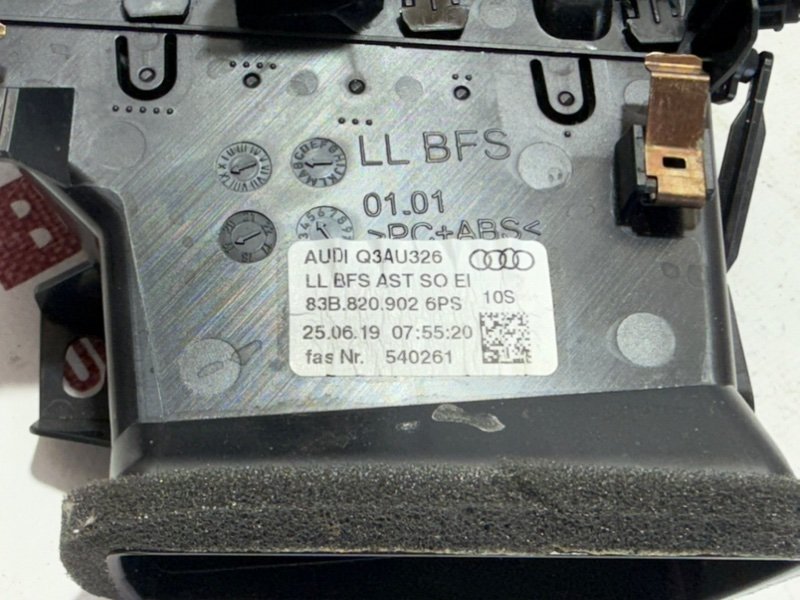 LL BFS
01.01
>PC+ABS<
AUDI Q3AU326
LL BFS AST SO EI
83B.820.902 6PS 10S
25.06.19 07:55:20
fas Nr. 540261
B